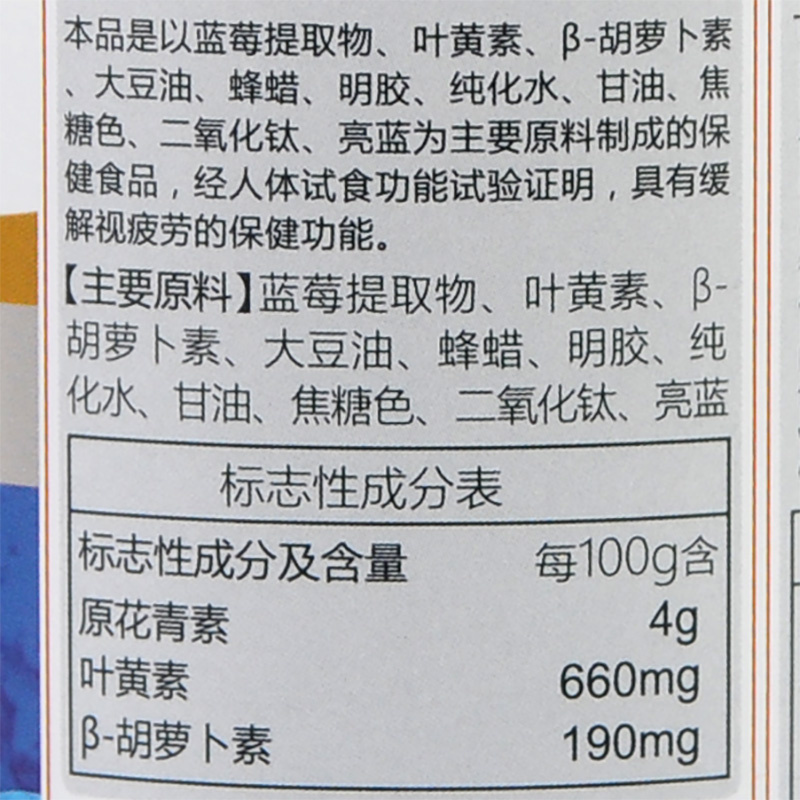 本品是以蓝莓提取物、叶黄素、β-胡萝卜素
、大豆油、蜂蜡、明胶、纯化水、甘油、焦
糖色、二氧化钛、亮蓝为主要原料制成的保
健食品，经人体试食功能试验证明，具有缓
解视疲劳的保健功能。
【主要原料】蓝莓提取物、叶黄素、β-
胡萝卜素、大豆油、蜂蜡、明胶、纯
化水、甘油、焦糖色、二氧化钛、亮蓝
标志性成分表
标志性成分及含量 每100g含
原花青素 4g
叶黄素 660mg
β-胡萝卜素 190mg